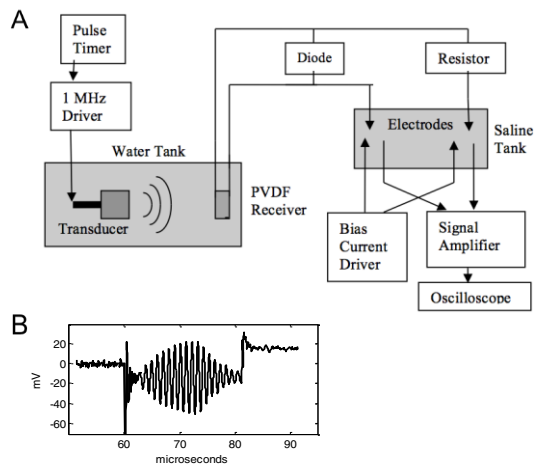 A
Pulse
Timer
1 MHz
Driver
Water Tank
Transducer
PVDF
Receiver
Diode
Resistor
Electrodes
Saline
Tank
Bias
Current
Driver
Signal
Amplifier
Oscilloscope
B
20
0
-20
-40
-60
mV
60
70
80
90
microseconds